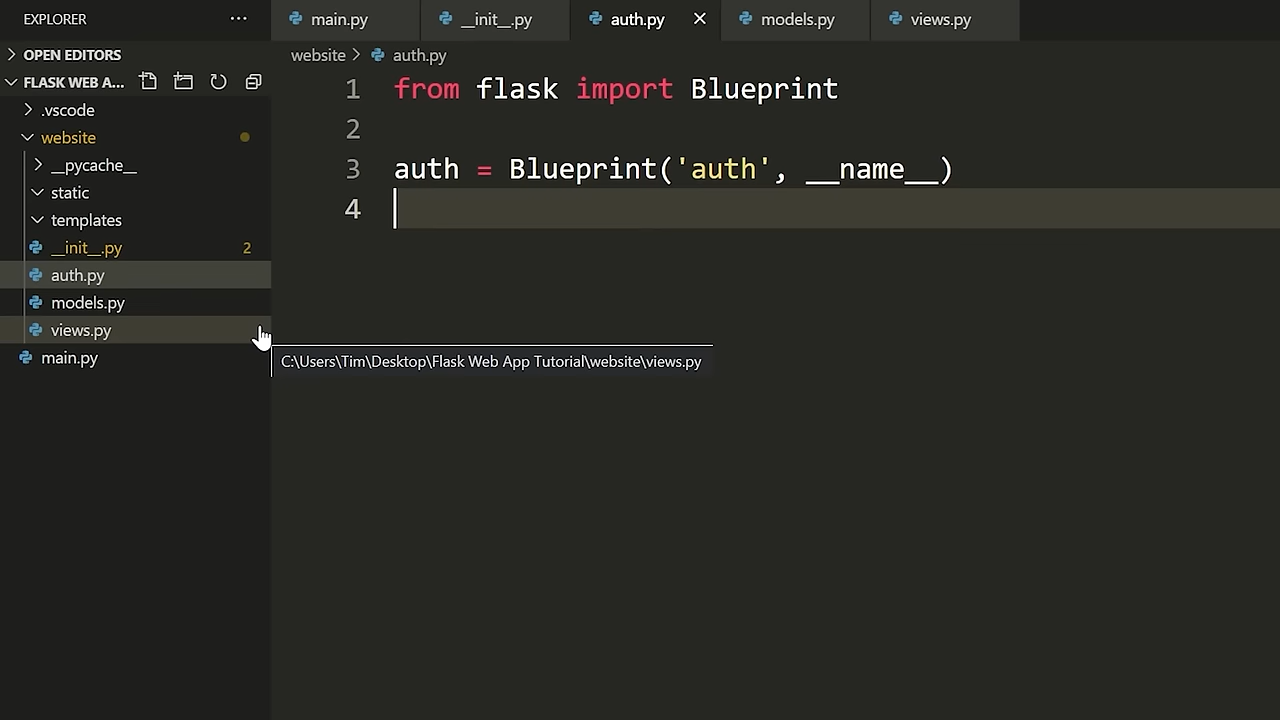 EXPLORER ...
OPEN EDITORS
FLASK WEB A...
.vscode
website
__pycache__
static
templates
__init__.py 2
auth.py
models.py
views.py
main.py
main.py __init__.py auth.py models.py views.py
website > auth.py
1 from flask import Blueprint
2
3 auth = Blueprint('auth', __name__)
4
C:\Users\Tim\Desktop\Flask Web App Tutorial\website\views.py